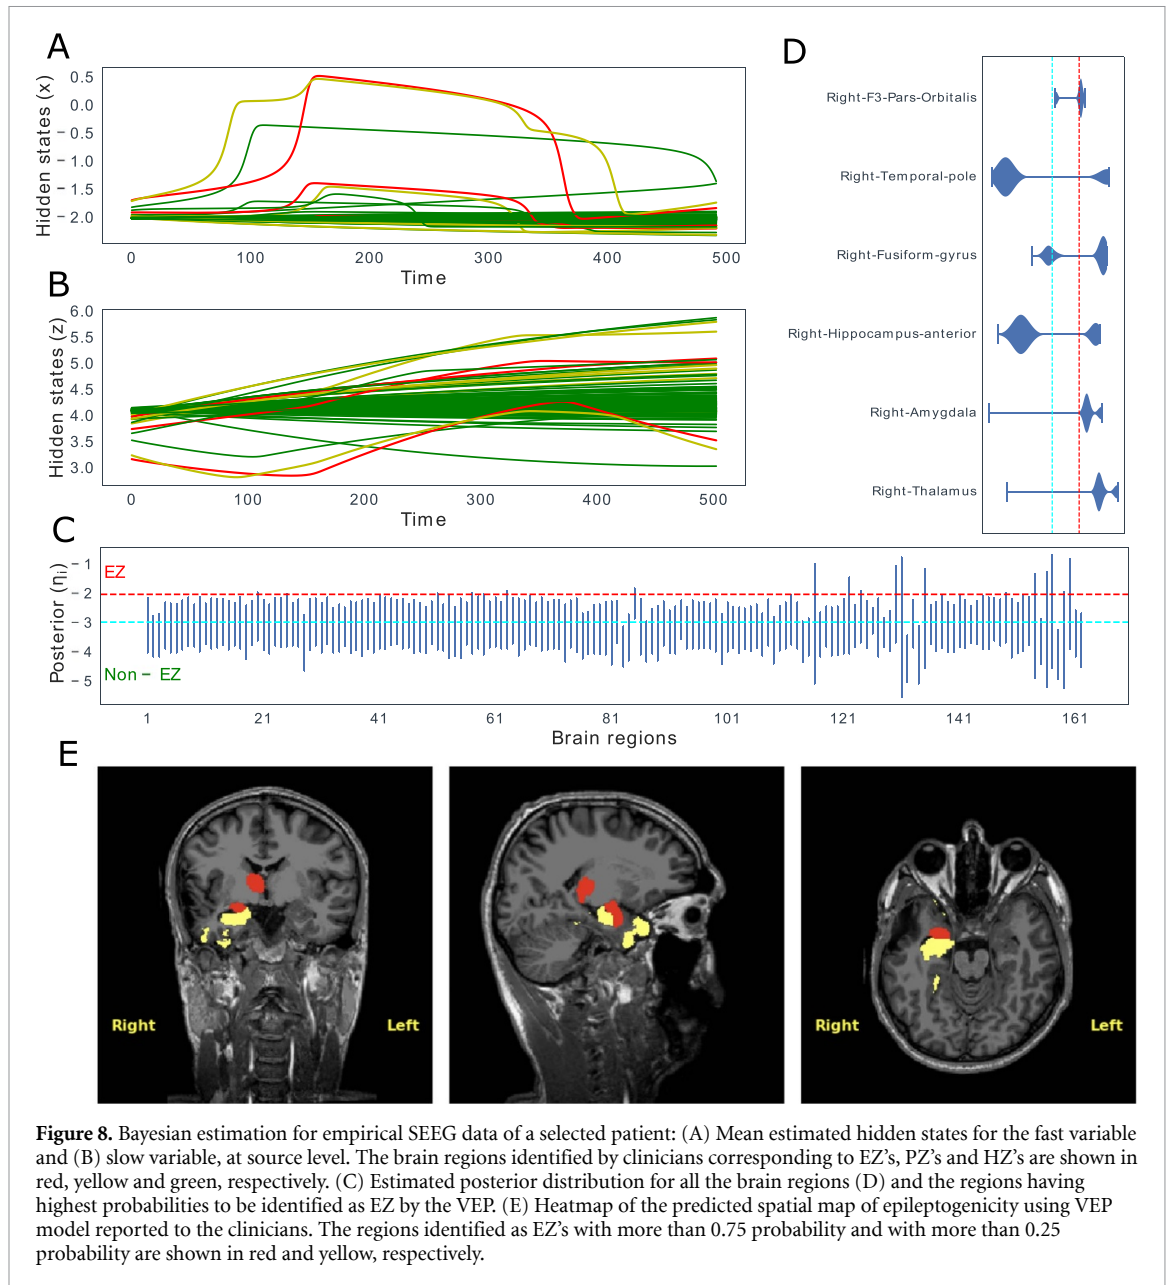 A
Hidden states (x)
0.5
0.0
− 0.5
− 1.0
− 1.5
− 2.0
0 100 200 300 400 500
Time
B
Hidden states (z)
6.0
5.5
5.0
4.5
4.0
3.5
3.0
0 100 200 300 400 500
Time
D
Right-F3-Pars-Orbitalis
Right-Temporal-pole
Right-Fusiform-gyrus
Right-Hippocampus-anterior
Right-Amygdala
Right-Thalamus
C
Posterior (ηi)
− 1
− 2
− 3
− 4
− 5
EZ
Non − EZ
1 21 41 61 81 101 121 141 161
Brain regions
E
Right Left
Right Left
Figure 8. Bayesian estimation for empirical SEEG data of a selected patient: (A) Mean estimated hidden states for the fast variable
and (B) slow variable, at source level. The brain regions identified by clinicians corresponding to EZ's, PZ's and HZ's are shown in
red, yellow and green, respectively. (C) Estimated posterior distribution for all the brain regions (D) and the regions having
highest probabilities to be identified as EZ by the VEP. (E) Heatmap of the predicted spatial map of epileptogenicity using VEP
model reported to the clinicians. The regions identified as EZ's with more than 0.75 probability and with more than 0.25
probability are shown in red and yellow, respectively.